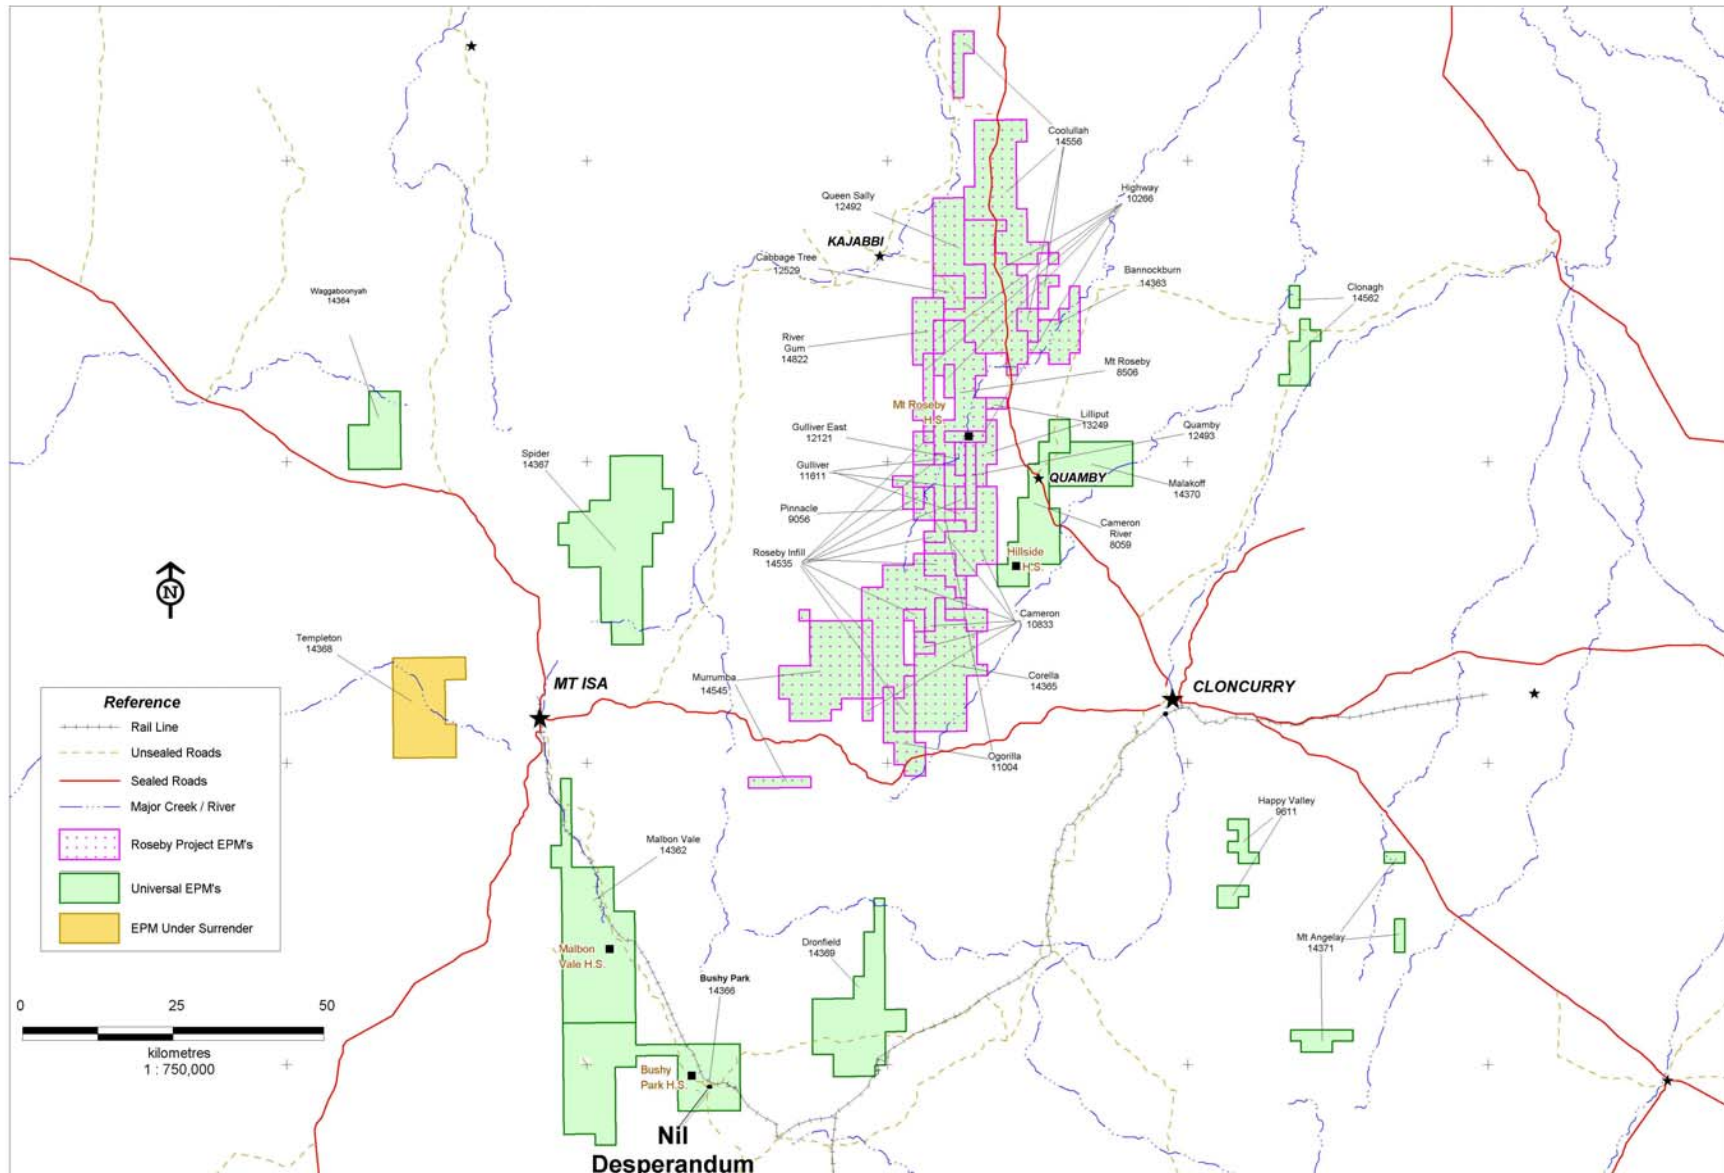 Coolullah
14556
Highway
10266
Queen Sally
12492
KAJABBI
Cabbage Tree
12529
Bannockburn
14363
Waggaboonyah
14364
Clonagh
14562
River
Gum
14822
Mt Roseby
8506
Mt Roseby
H.S.
Lilliput
13249
Gulliver East
12121
Quamby
12493
Spider
14367
Gulliver
11611
QUAMBY
Malakoff
14370
Pinnacle
9056
Cameron
River
8059
Roseby Infill
14535
Hillside
H.S.
N
Cameron
10833
Templeton
14368
MT ISA
Murrumba
14545
Corella
14365
CLONCURRY
Ogorilla
11004
Reference
Rail Line
Unsealed Roads
Sealed Roads
Major Creek / River
Roseby Project EPM's
Universal EPM's
EPM Under Surrender
Happy Valley
9611
Malbon Vale
14362
Malbon
Vale H.S.
Dronfield
14369
Mt Angelay
14371
Bushy Park
14366
0 25 50
kilometres
1 : 750,000
Bushy
Park H.S.
Nil
Desperandum